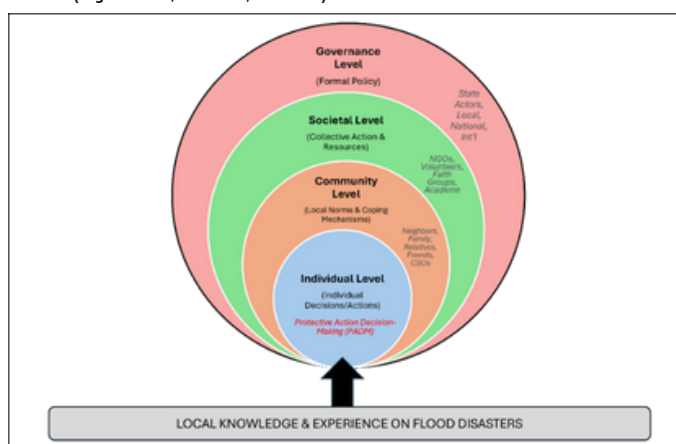 Governance
Level
(Formal Policy)
State
Actors,
Local,
National,
Int'l
Societal Level
(Collective Action &
Resources)
NGOs,
Volunteers,
Faith
Groups,
Academe
Community
Level
(Local Norms & Coping
Mechanisms)
Neighbors,
Family,
Relatives,
Friends,
CSOs
Individual Level
(Individual
Decisions/Actions)
Protective Action Decision-
Making (PADM)
LOCAL KNOWLEDGE & EXPERIENCE ON FLOOD DISASTERS